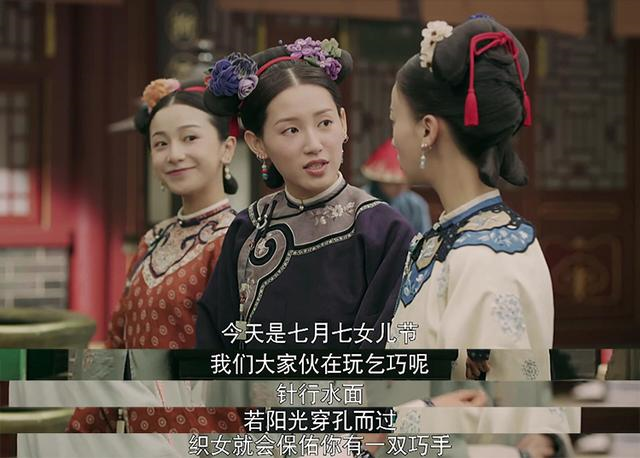 今天是七月七女儿节
我们大家伙在玩乞巧呢
针行水面
若阳光穿孔而过
织女就会保佑你有一双巧手